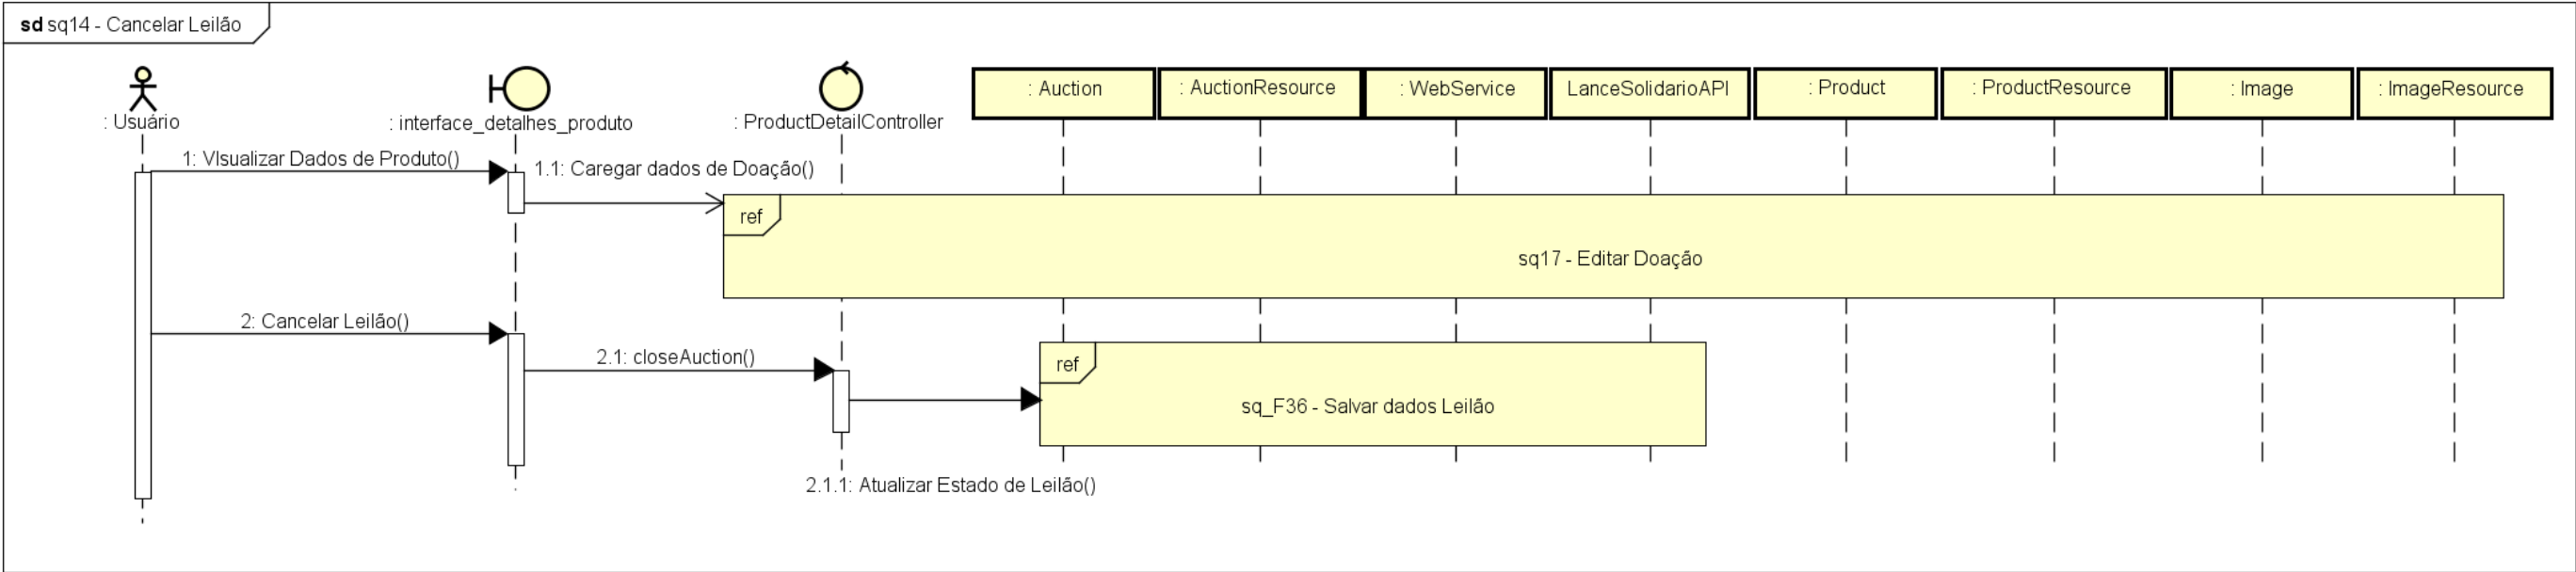 sd sq14 - Cancelar Leilão
: Usuário
: interface_detalhes_produto
: ProductDetailController
: Auction
: AuctionResource
: WebService
LanceSolidarioAPI
: Product
: ProductResource
: Image
: ImageResource
1: VIsualizar Dados de Produto()
1.1: Caregar dados de Doação()
ref
sq17 - Editar Doação
2: Cancelar Leilão()
2.1: closeAuction()
ref
sq_F36 - Salvar dados Leilão
2.1.1: Atualizar Estado de Leilão()